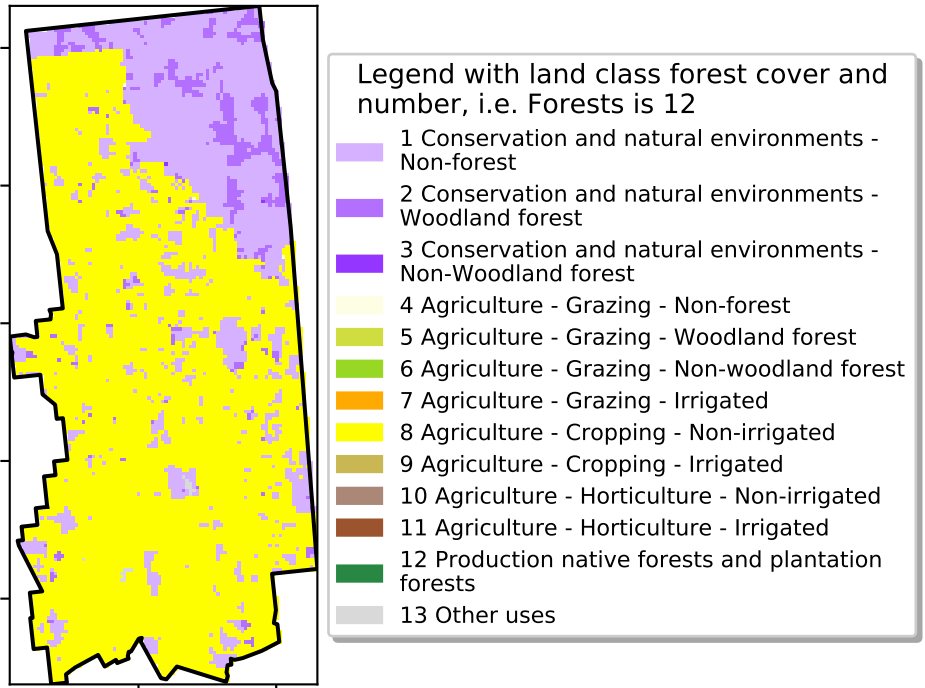 Legend with land class forest cover and
number, i.e. Forests is 12
1 Conservation and natural environments -
Non-forest
2 Conservation and natural environments -
Woodland forest
3 Conservation and natural environments -
Non-Woodland forest
4 Agriculture - Grazing - Non-forest
5 Agriculture - Grazing - Woodland forest
6 Agriculture - Grazing - Non-woodland forest
7 Agriculture - Grazing - Irrigated
8 Agriculture - Cropping - Non-irrigated
9 Agriculture - Cropping - Irrigated
10 Agriculture - Horticulture - Non-irrigated
11 Agriculture - Horticulture - Irrigated
12 Production native forests and plantation
forests
13 Other uses